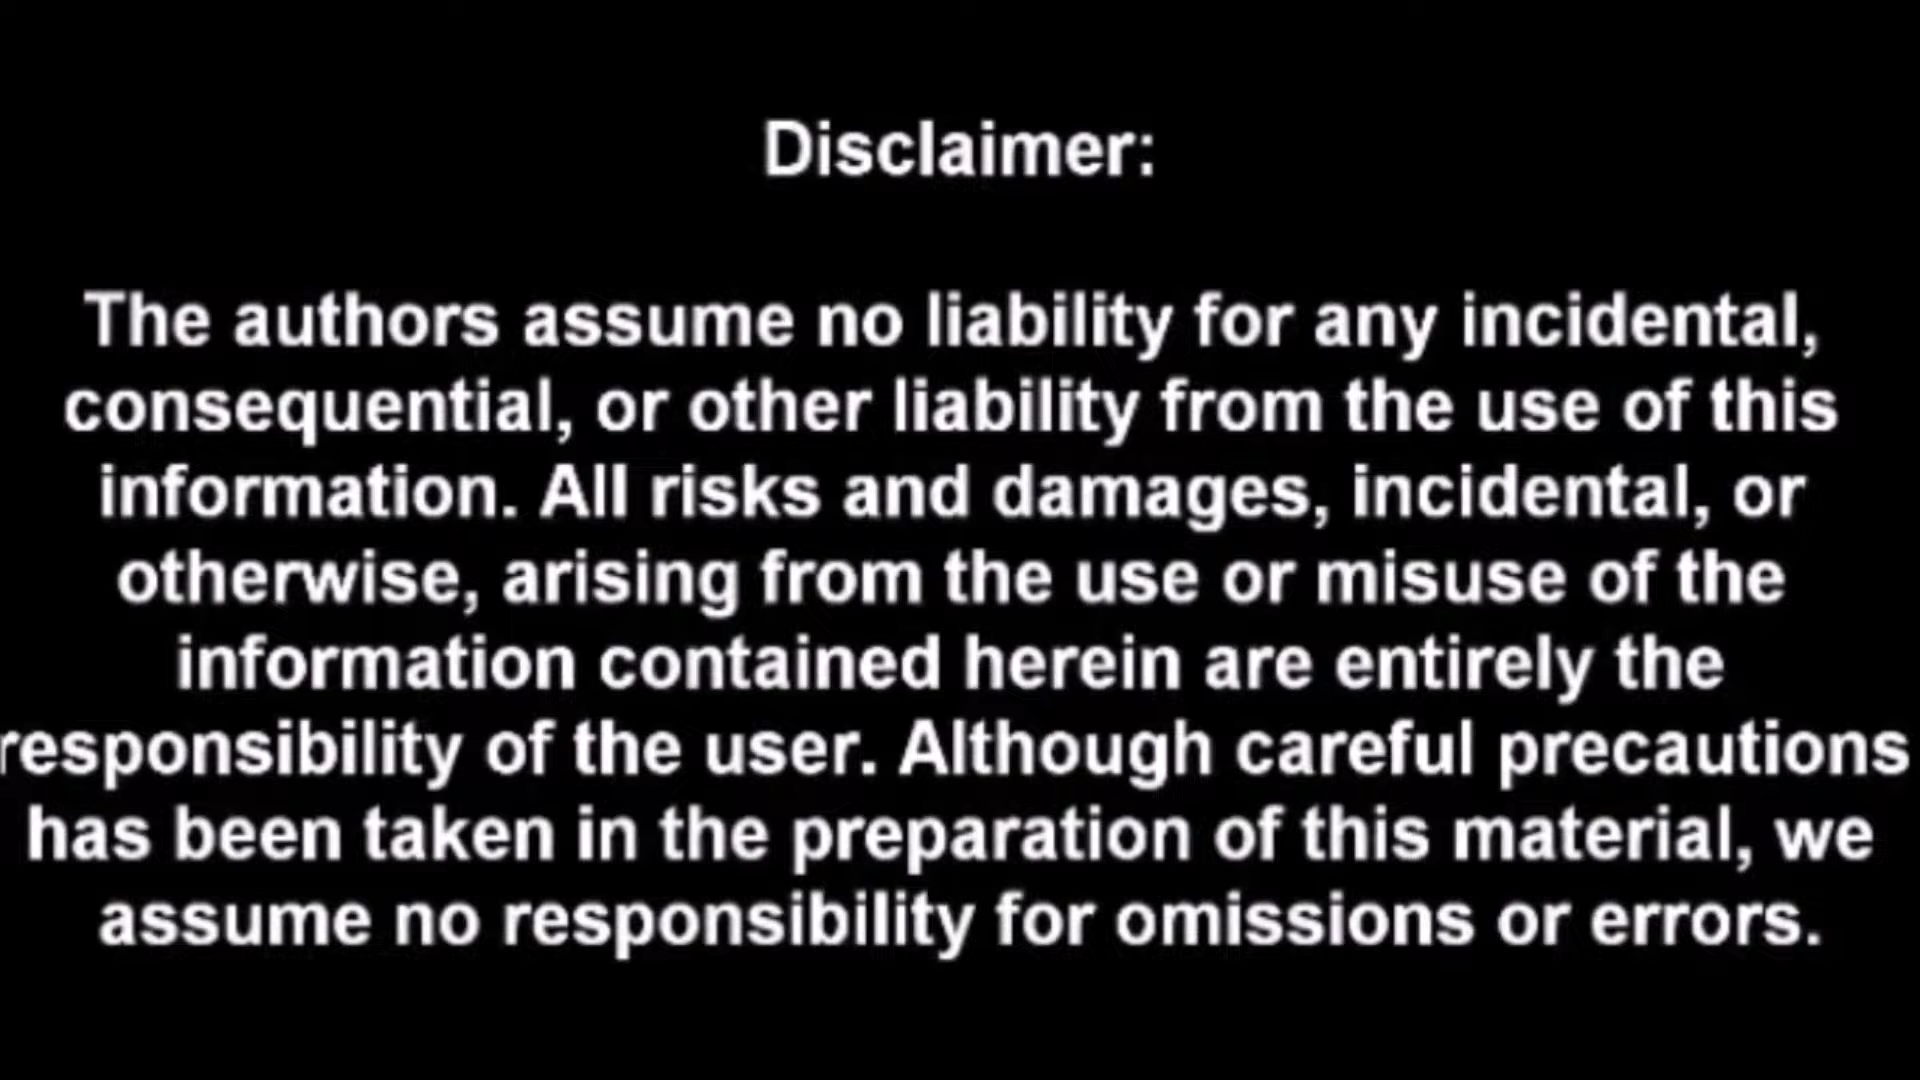 Disclaimer:
The authors assume no liability for any incidental,
consequential, or other liability from the use of this
information. All risks and damages, incidental, or
otherwise, arising from the use or misuse of the
information contained herein are entirely the
responsibility of the user. Although careful precautions
has been taken in the preparation of this material, we
assume no responsibility for omissions or errors.